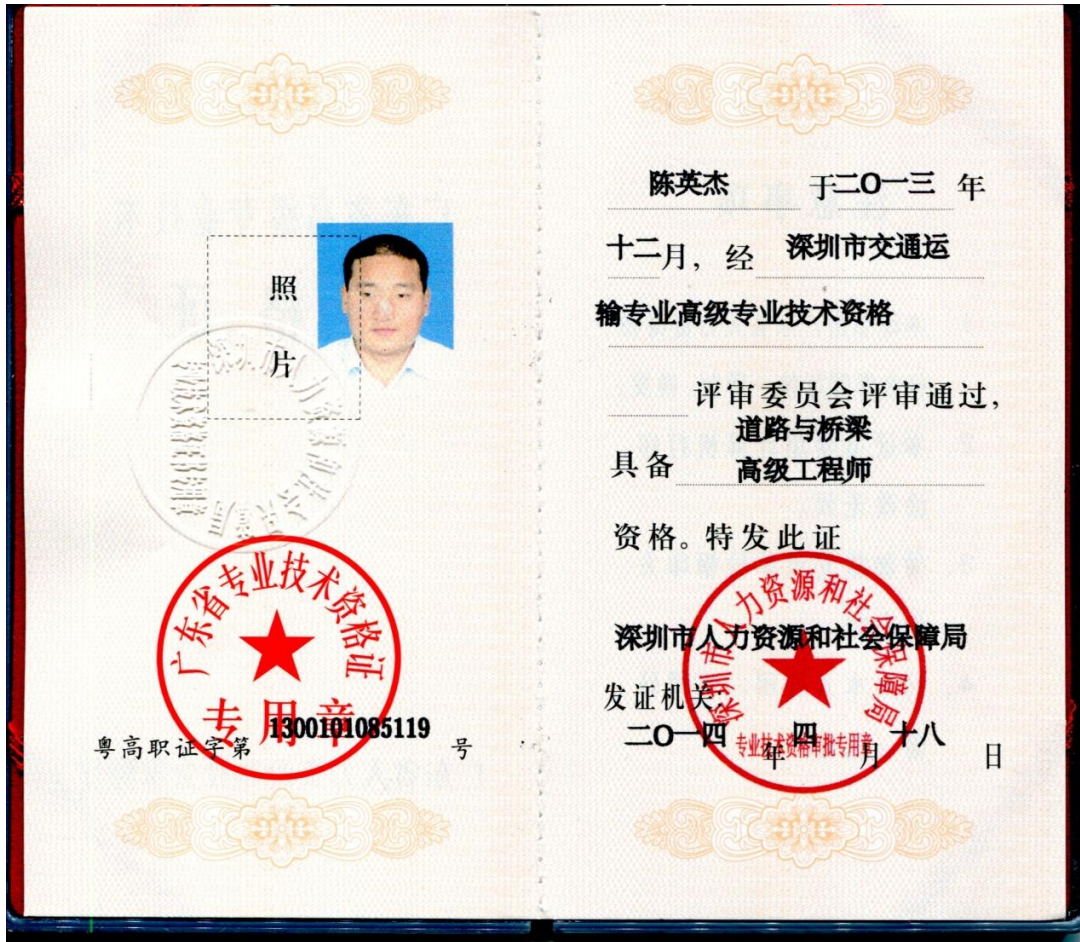 照
片
广东省专业技术资格证
专用章
粤高职证字第 1300101085119 号
陈英杰 于二〇一三 年
十二月，经 深圳市交通运
输专业高级专业技术资格
评审委员会评审通过，
道路与桥梁
具备 高级工程师
资格。特发此证
深圳市人力资源和社会保障局
深圳市人力资源和社会保障局
发证机关：
二〇一四 年 四 月 十八 日
专业技术资格审批专用章